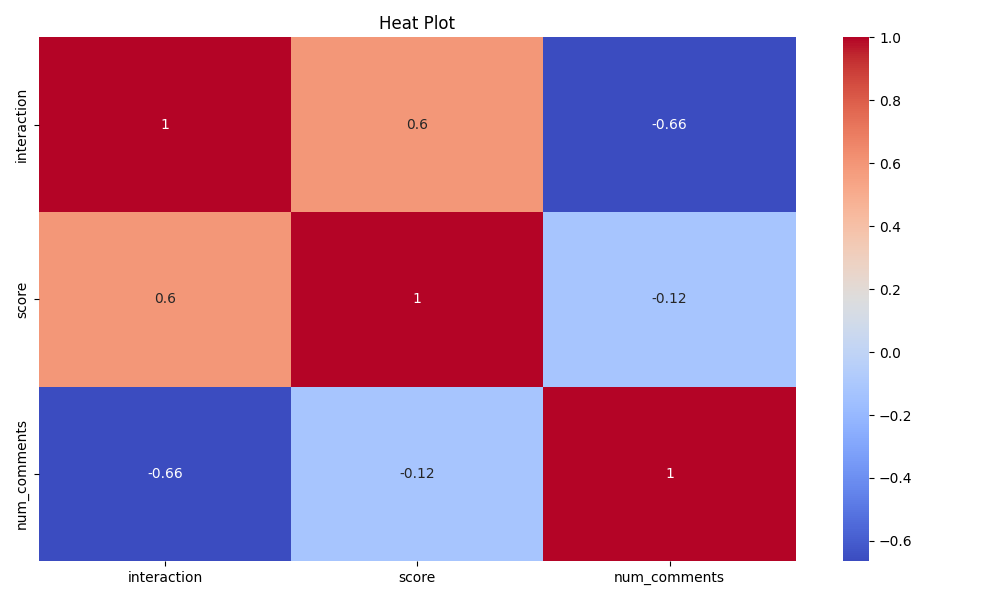 Heat Plot
interaction
1
0.6
-0.66
score
0.6
1
-0.12
num_comments
-0.66
-0.12
1
interaction
score
num_comments
1.0
0.8
0.6
0.4
0.2
0.0
−0.2
−0.4
−0.6